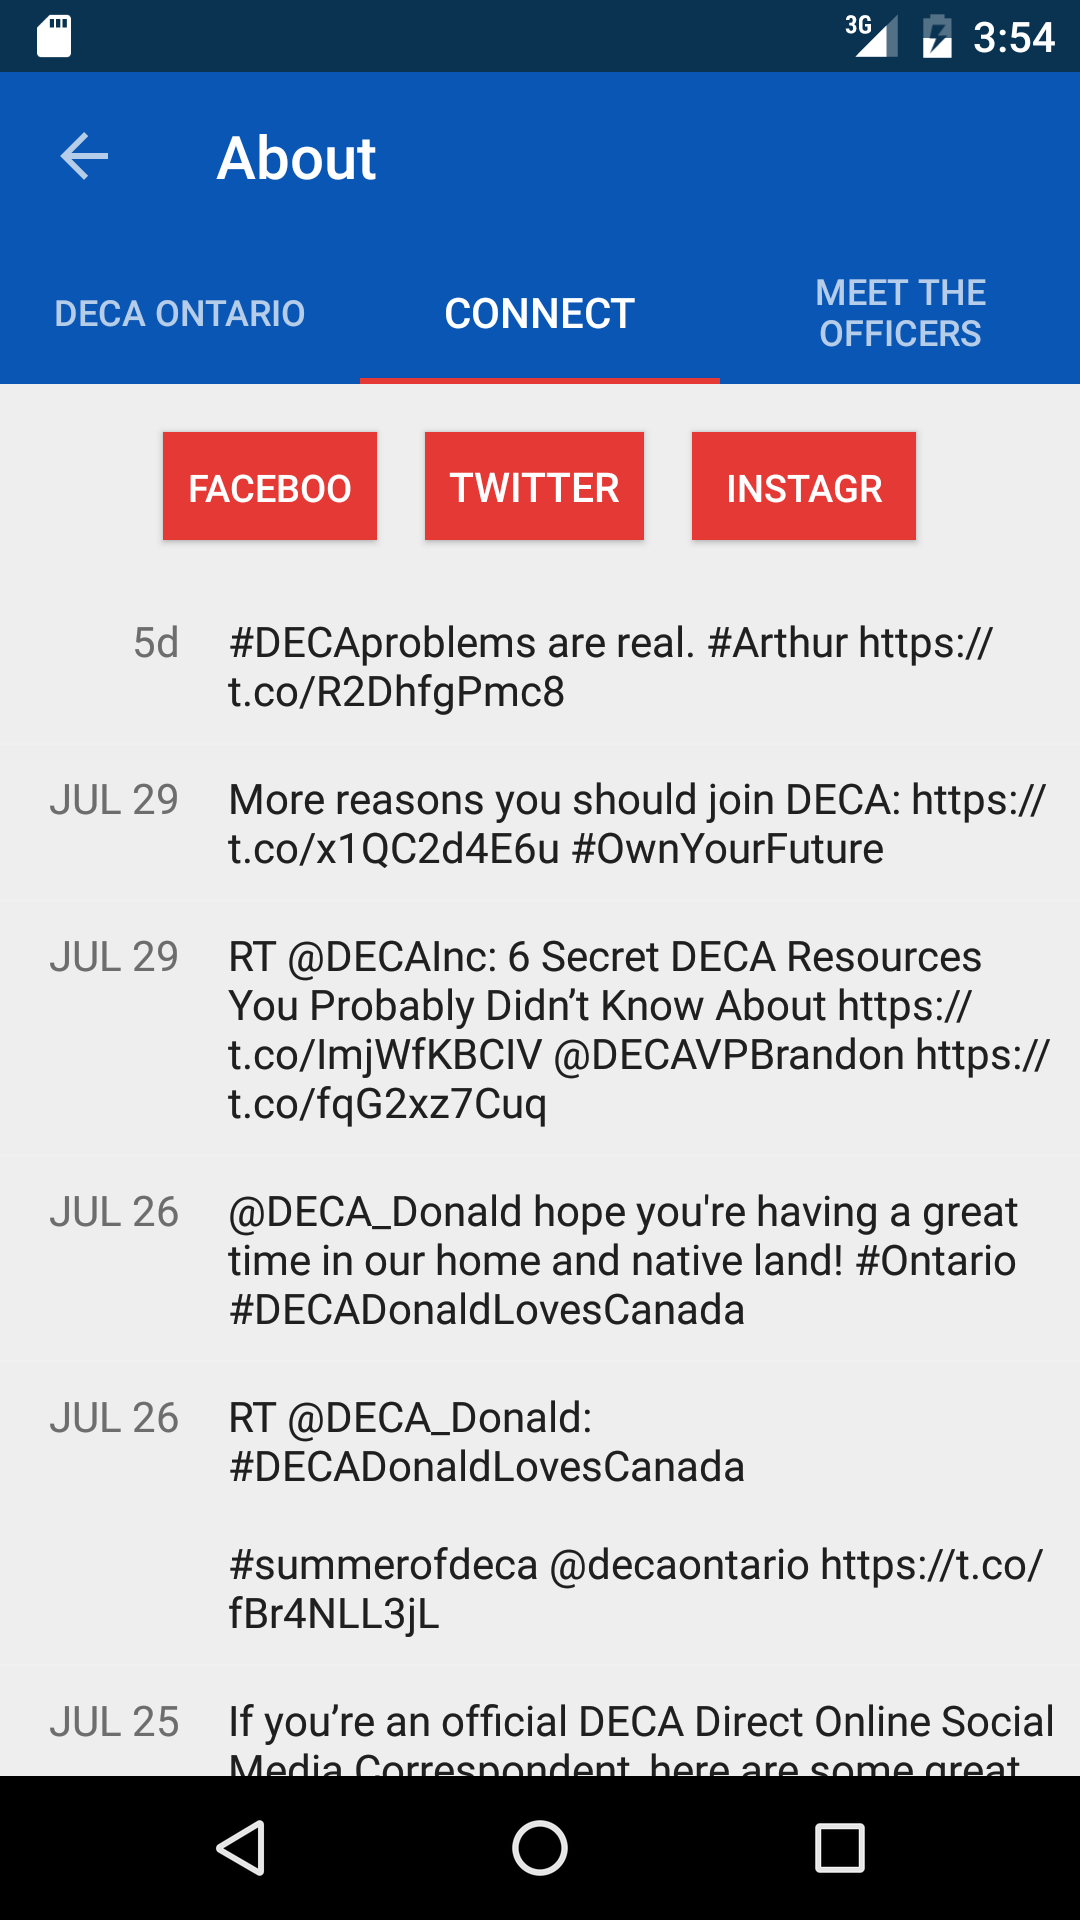 3G 3:54
About
DECA ONTARIO
CONNECT
MEET THE
OFFICERS
FACEBOO
TWITTER
INSTAGR
5d
#DECAproblems are real. #Arthur https://
t.co/R2DhfgPmc8
JUL 29
More reasons you should join DECA: https://
t.co/x1QC2d4E6u #OwnYourFuture
JUL 29
RT @DECAInc: 6 Secret DECA Resources
You Probably Didn’t Know About https://
t.co/ImjWfKBCIV @DECAVPBrandon https://
t.co/fqG2xz7Cuq
JUL 26
@DECA_Donald hope you're having a great
time in our home and native land! #Ontario
#DECADonaldLovesCanada
JUL 26
RT @DECA_Donald:
#DECADonaldLovesCanada
#summerofdeca @decaontario https://t.co/
fBr4NLL3jL
JUL 25
If you’re an official DECA Direct Online Social
Media Correspondent, here are some great